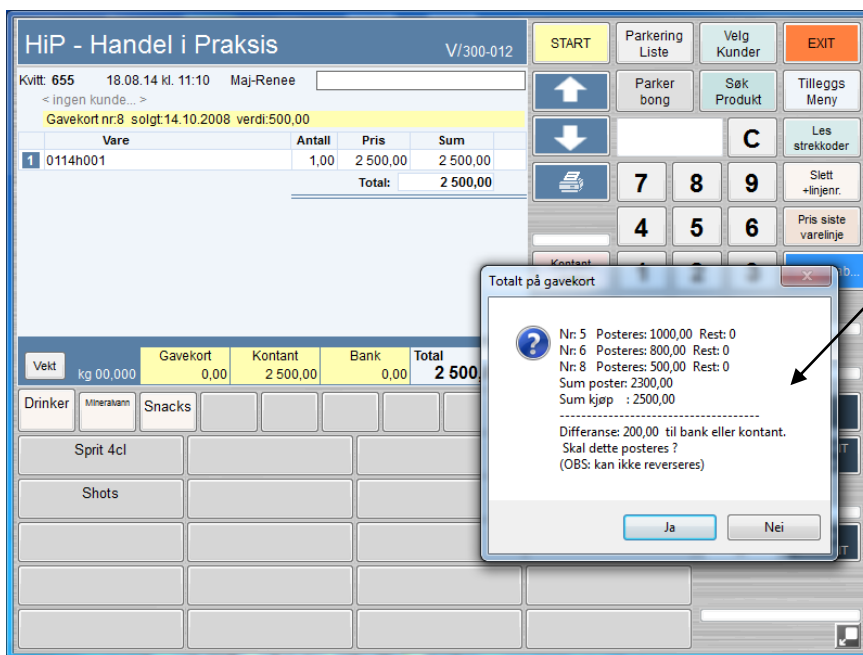 HiP - Handel i Praksis V/300-012
Kvitt: 655 18.08.14 kl. 11:10 Maj-Renee
< ingen kunde... >
Gavekort nr:8 solgt:14.10.2008 verdi:500,00
Vare Antall Pris Sum
1 0114h001 1,00 2 500,00 2 500,00
Total: 2 500,00
START Parkering Liste Velg Kunder EXIT
Parker bong Søk Produkt Tilleggs Meny
C Les strekkoder
7 8 9 Slett +linjenr.
4 5 6 Pris siste varelinje
Kontant
1 2 3
Totalt på gavekort
Nr: 5 Posteres: 1000,00 Rest: 0
Nr: 6 Posteres: 800,00 Rest: 0
Nr: 8 Posteres: 500,00 Rest: 0
Sum poster: 2300,00
Sum kjøp : 2500,00
----------------------------------------
Differanse: 200,00 til bank eller kontant.
Skal dette posteres ?
(OBS: kan ikke reverseres)
Ja Nei
Vekt kg 00,000
Gavekort Kontant Bank Total
0,00 2 500,00 0,00 2 500,
Drinker Mineralvann Snacks
Sprit 4cl
Shots